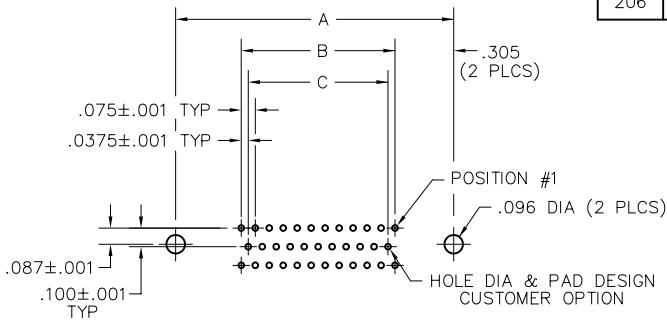 206
A
B
.305
(2 PLCS)
C
.075±.001 TYP
.0375±.001 TYP
POSITION #1
.096 DIA (2 PLCS)
.087±.001
.100±.001
TYP
HOLE DIA & PAD DESIGN
CUSTOMER OPTION